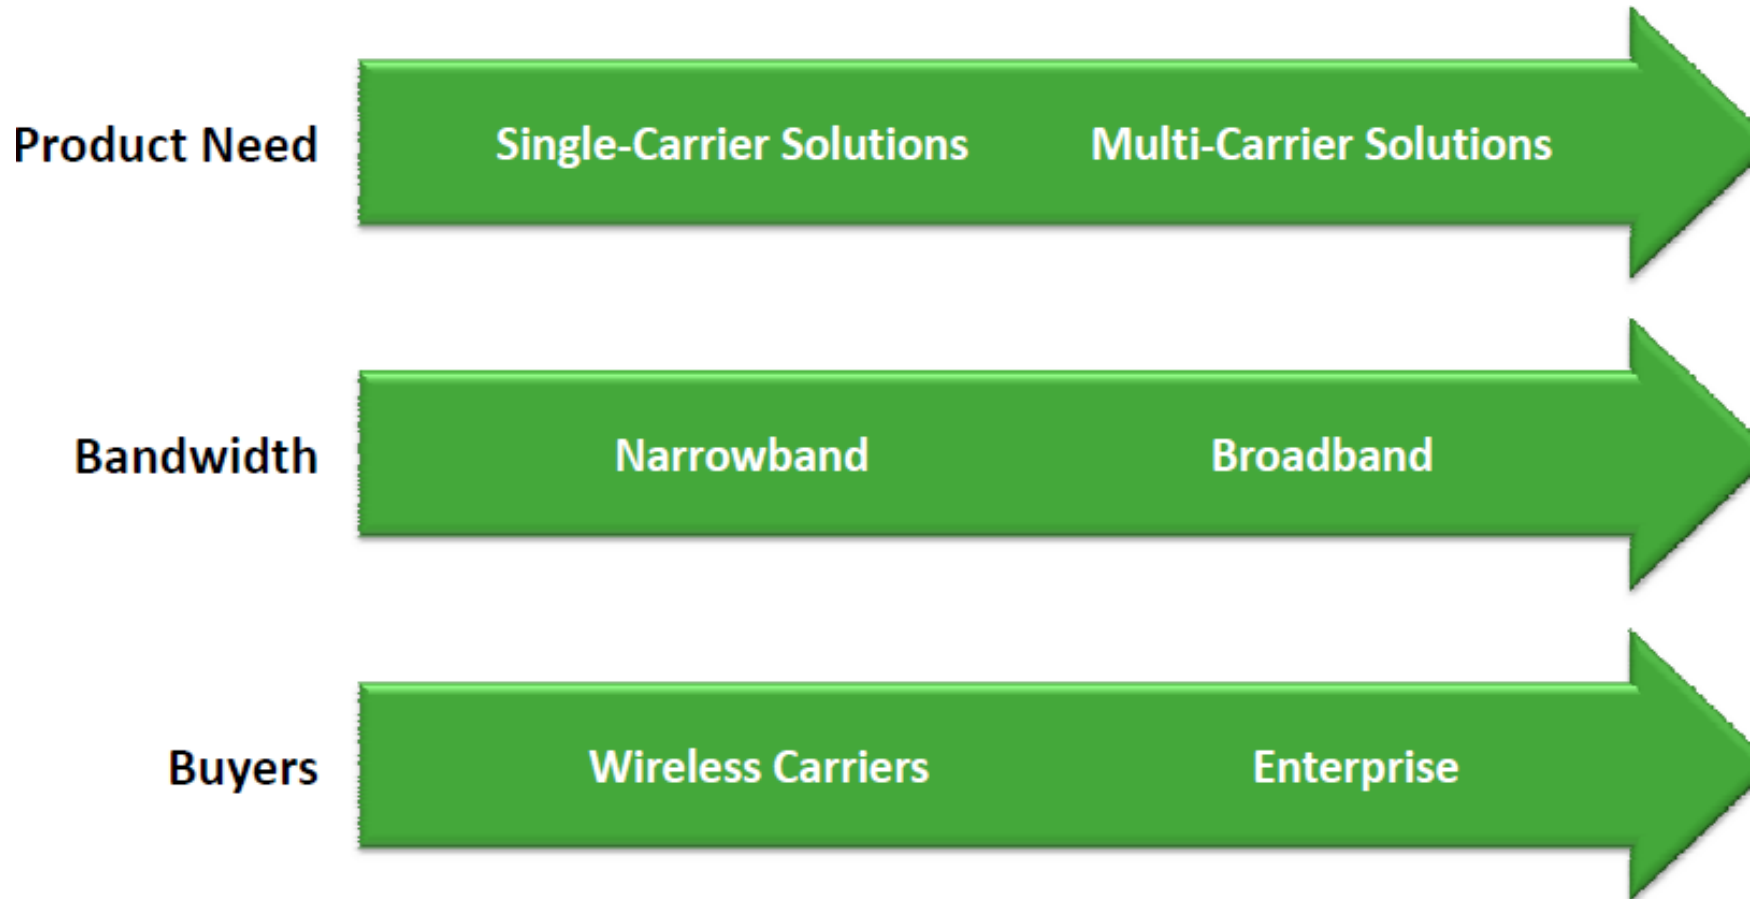 Product Need
Single-Carrier Solutions
Multi-Carrier Solutions
Bandwidth
Narrowband
Broadband
Buyers
Wireless Carriers
Enterprise